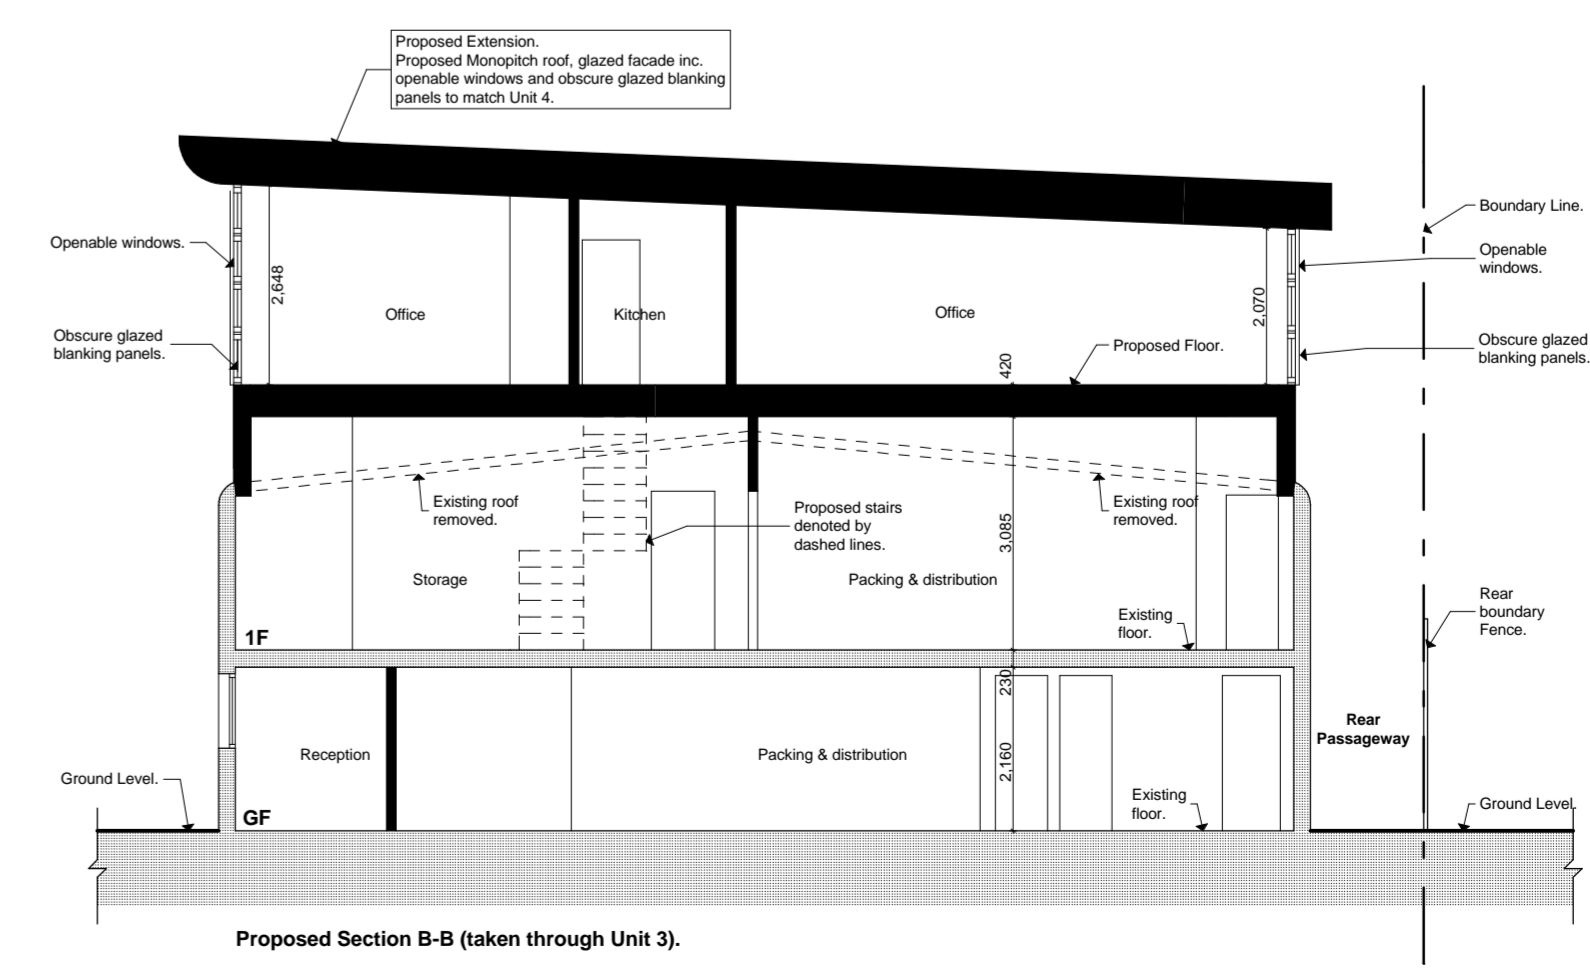 Proposed Extension.
Proposed Monopitch roof, glazed facade inc.
openable windows and obscure glazed blanking
panels to match Unit 4.
Boundary Line.
Openable windows.
Openable
windows.
2,648
2,070
Office
Kitchen
Office
Obscure glazed
blanking panels.
Proposed Floor.
Obscure glazed
blanking panels.
420
Existing roof
removed.
Proposed stairs
denoted by
dashed lines.
Existing roof
removed.
3,085
Storage
Packing & distribution
Existing
floor.
Rear
boundary
Fence.
1F
230
Rear
Passageway
Reception
Packing & distribution
2,160
Ground Level.
Existing
floor.
Ground Level.
GF
Proposed Section B-B (taken through Unit 3).